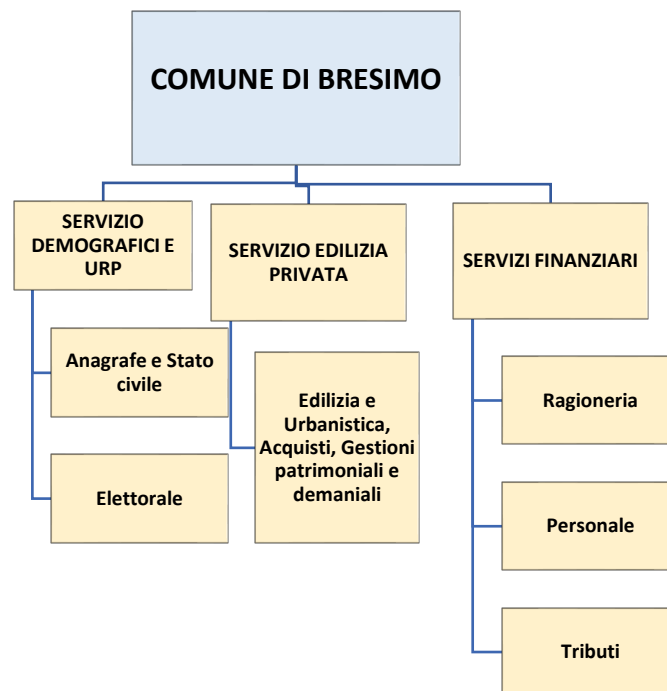 COMUNE DI BRESIMO
SERVIZIO
DEMOGRAFICI E
URP
SERVIZIO EDILIZIA
PRIVATA
SERVIZI FINANZIARI
Anagrafe e Stato
civile
Elettorale
Edilizia e
Urbanistica,
Acquisti, Gestioni
patrimoniali e
demaniali
Ragioneria
Personale
Tributi